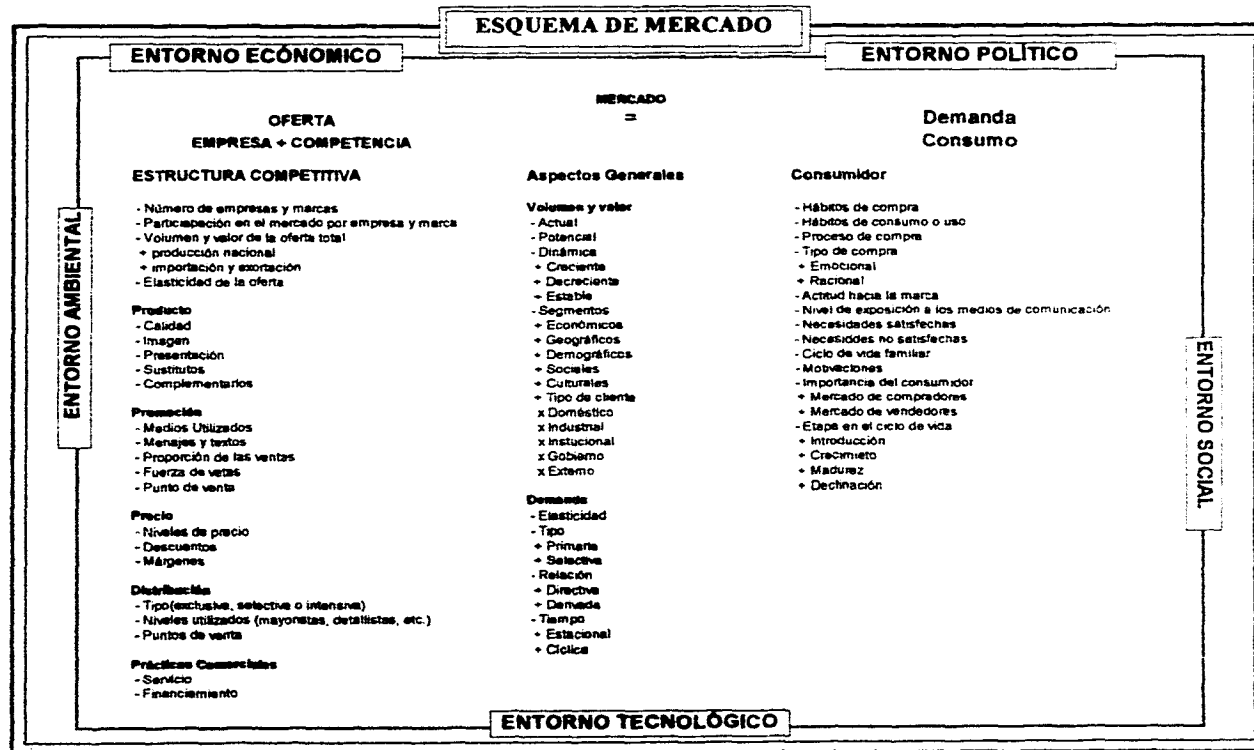 ESQUEMA DE MERCADO
ENTORNO ECÓNOMICO
ENTORNO POLÍTICO
ENTORNO AMBIENTAL
MERCADO
=
OFERTA
EMPRESA + COMPETENCIA
Demanda
Consumo
ESTRUCTURA COMPETITIVA
- Número de empresas y marcas
- Participación en el mercado por empresa y marca
- Volumen y valor de la oferta total
+ producción nacional
+ importación y exortación
- Elasticidad de la oferta
Producto
- Calidad
- Imagen
- Presentación
- Sustitutos
- Complementarios
Promoción
- Medios Utilizados
- Menajes y textos
- Proporción de las ventas
- Fuerza de vetas
- Punto de venta
Precio
- Niveles de precio
- Descuentos
- Márgenes
Distribución
- Tipo(exclusiva, selectiva o intensiva)
- Niveles utilizados (mayoristas, detallistas, etc.)
- Puntos de venta
Prácticas Comerciales
- Servicio
- Financiamiento
Aspectos Generales
Volumen y valor
- Actual
- Potencial
- Dinámica
+ Creciente
+ Decreciente
+ Estable
- Segmentos
+ Económicos
+ Geográficos
+ Demográficos
+ Sociales
+ Culturales
+ Tipo de cliente
x Doméstico
x Industrial
x Instucional
x Gobierno
x Externo
Demanda
- Elasticidad
- Tipo
+ Primaria
+ Selectiva
- Relación
+ Directiva
+ Derivada
- Tiempo
+ Estacional
+ Cíclica
Consumidor
- Hábitos de compra
- Hábitos de consumo o uso
- Proceso de compra
- Tipo de compra
+ Emocional
+ Racional
- Actitud hacia la marca
- Nivel de exposición a los medios de comunicación
- Necesidades satisfechas
- Necesiddes no satisfechas
- Ciclo de vida familiar
- Motivaciones
- Importancia del consumidor
+ Mercado de compradores
+ Mercado de vendedores
- Etapa en el ciclo de vida
+ Introducción
+ Crecimieto
+ Madurez
+ Declinación
ENTORNO SOCIAL
ENTORNO TECNOLÓGICO